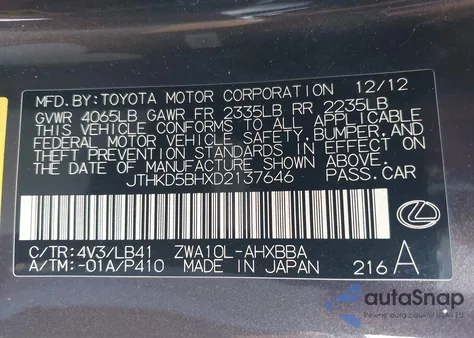 MFD.BY:TOYOTA MOTOR CORPORATION 12/12
GVWR 4065LB GAWR FR 2335LB RR 2235LB
THIS VEHICLE CONFORMS TO ALL APPLICABLE
FEDERAL MOTOR VEHICLE SAFETY, BUMPER, AND
THEFT PREVENTION STANDARDS IN EFFECT ON
THE DATE OF MANUFACTURE SHOWN ABOVE.
JTHKD5BHXD2137646 PASS.CAR
C/TR:4V3/LB41 ZWA10L-AHXBBA
A/TM:-01A/P410 MADE IN JAPAN 216 A
autoSnap